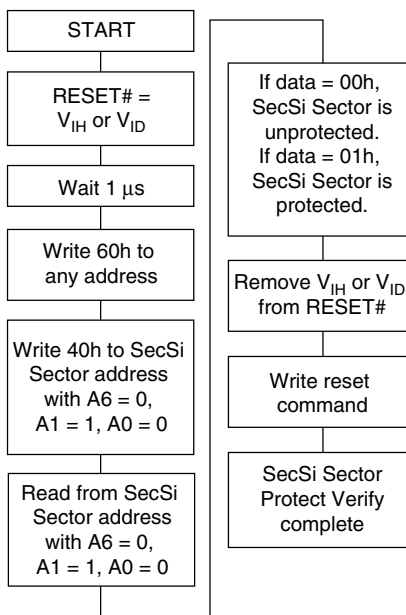 START
RESET# =
V_IH or V_ID
Wait 1 μs
Write 60h to
any address
Write 40h to SecSi
Sector address
with A6 = 0,
A1 = 1, A0 = 0
Read from SecSi
Sector address
with A6 = 0,
A1 = 1, A0 = 0
If data = 00h,
SecSi Sector is
unprotected.
If data = 01h,
SecSi Sector is
protected.
Remove V_IH or V_ID
from RESET#
Write reset
command
SecSi Sector
Protect Verify
complete